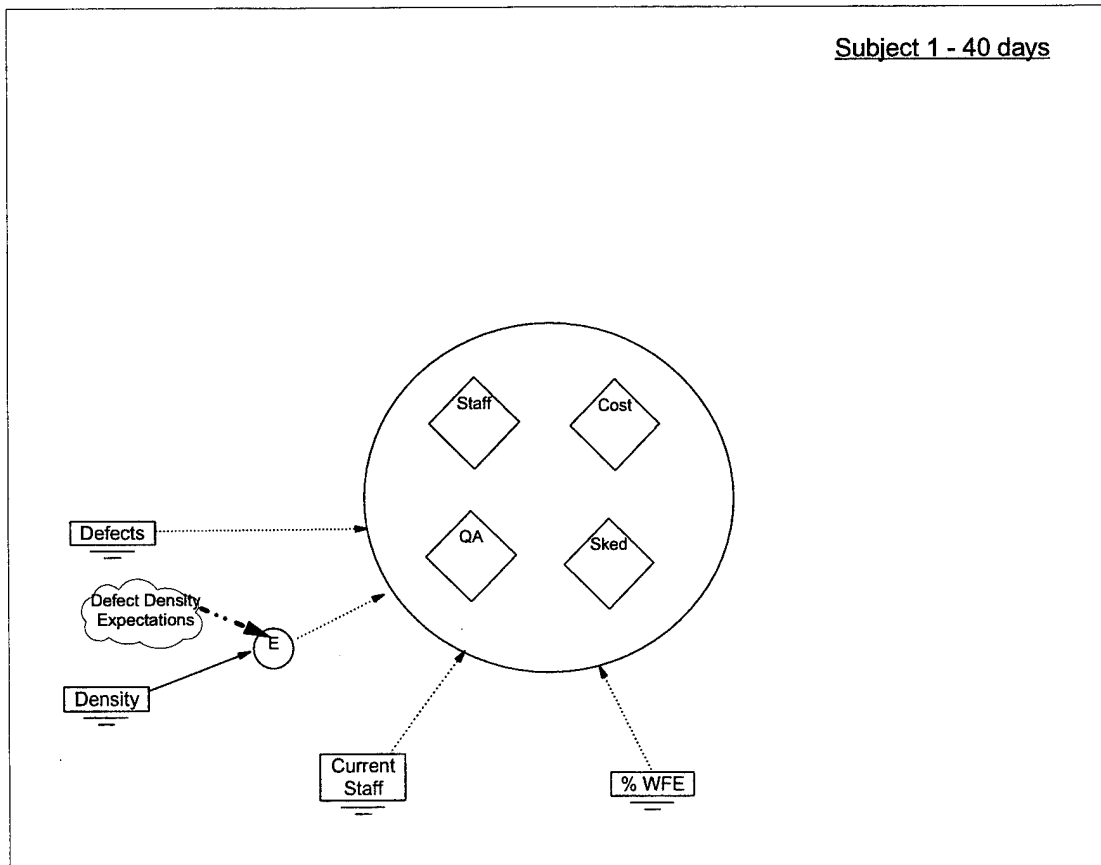 Subject 1 - 40 days
Staff
Cost
QA
Sked
Defects
Defect Density
Expectations
E
Density
Current
Staff
% WFE